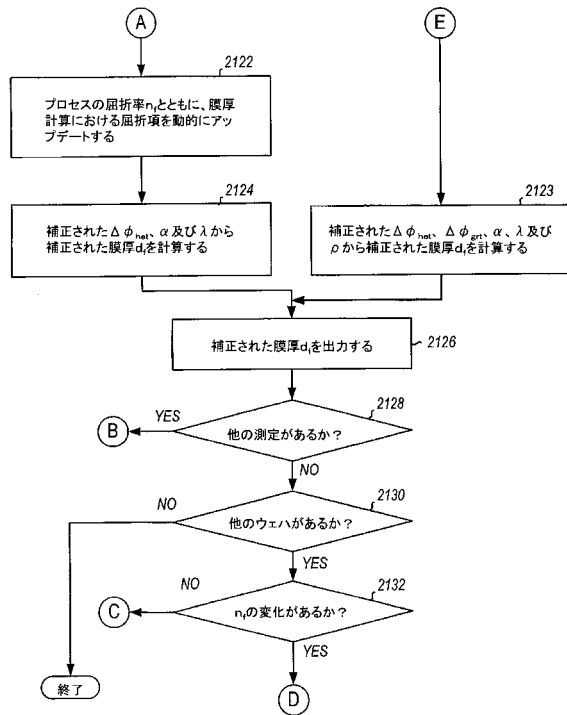 A
E
2122
プロセスの屈折率nfとともに、膜厚
計算における屈折項を動的にアッ
プデートする
2124
補正されたΔφhet、α及びλから
補正された膜厚dfを計算する
2123
補正されたΔφhet、Δφgrt、α、λ及び
ρから補正された膜厚dfを計算する
補正された膜厚dfを出力する
2126
2128
YES
B
他の測定があるか？
NO
2130
NO
他のウェハがあるか？
YES
2132
NO
C
nfの変化があるか？
YES
終了
D